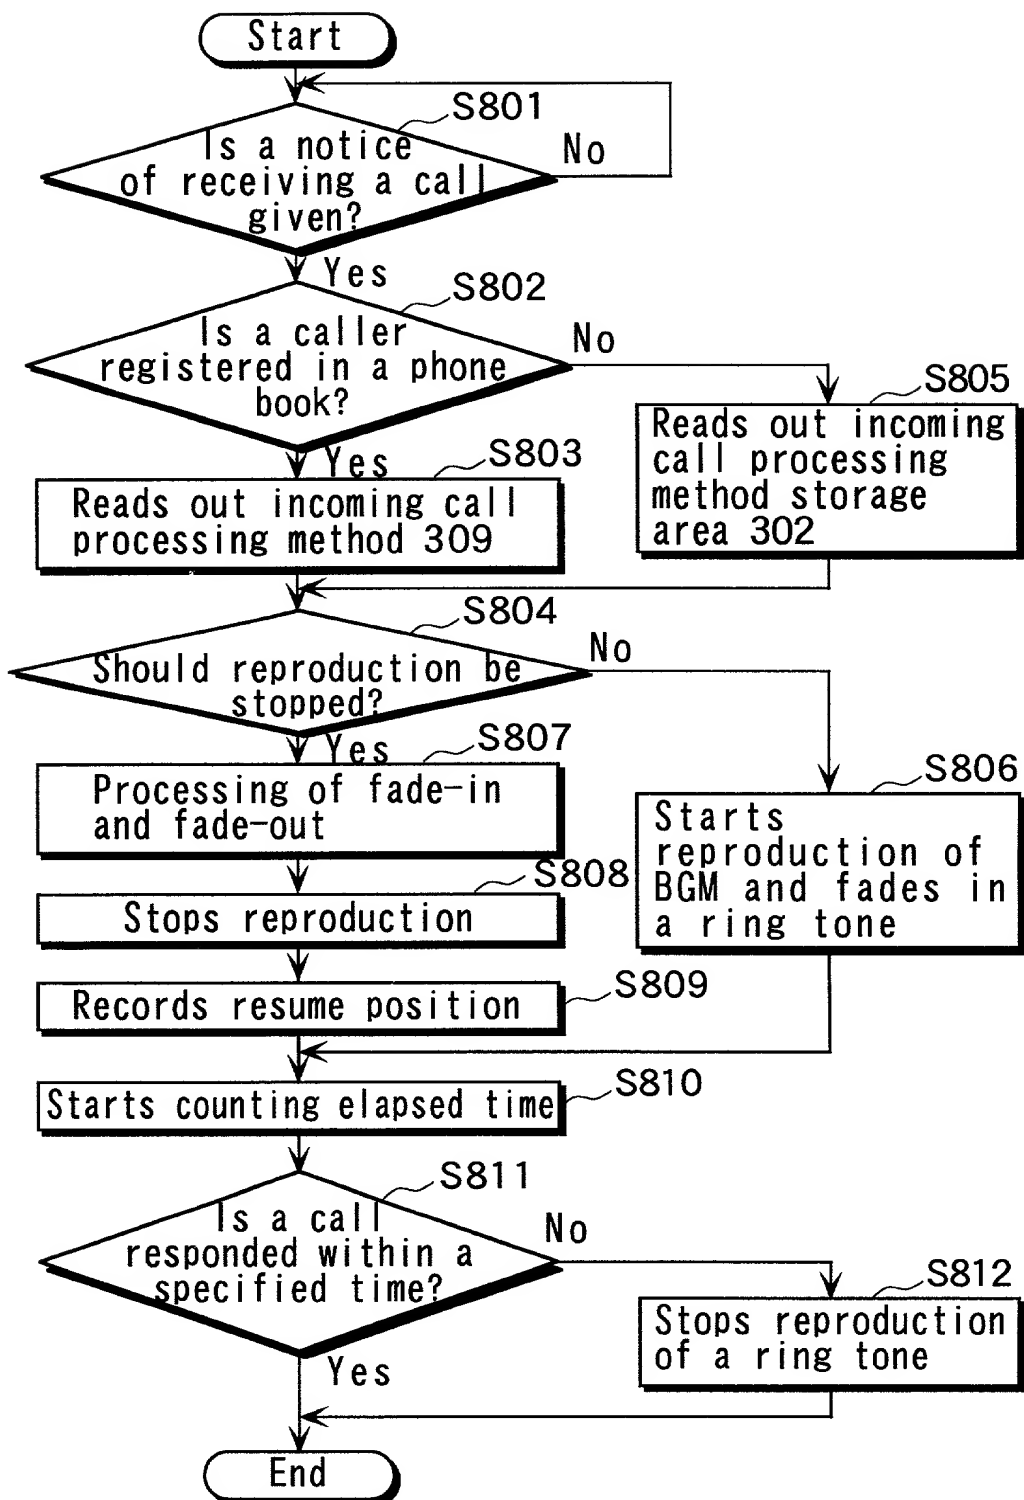 Start
S801
Is a notice
of receiving a call
given?
No
Yes
S802
Is a caller
registered in a phone
book?
No
Yes
S803
Reads out incoming call
processing method 309
S805
Reads out incoming
call processing
method storage
area 302
S804
Should reproduction be
stopped?
No
Yes
S807
Processing of fade-in
and fade-out
S806
Starts
reproduction of
BGM and fades in
a ring tone
S808
Stops reproduction
S809
Records resume position
S810
Starts counting elapsed time
S811
Is a call
responded within a
specified time?
No
Yes
S812
Stops reproduction
of a ring tone
End